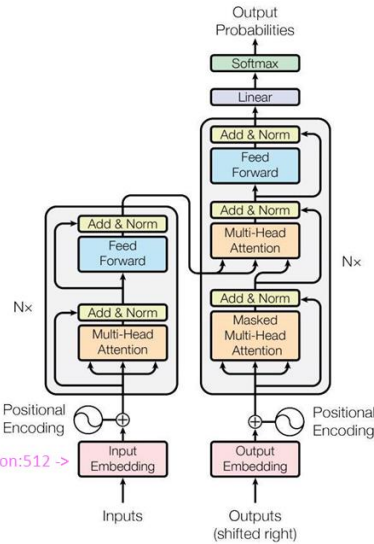 Output
Probabilities
Softmax
Linear
Add & Norm
Feed
Forward
Add & Norm
Multi-Head
Attention
Add & Norm
Masked
Multi-Head
Attention
N×
Positional
Encoding
Output
Embedding
Outputs
(shifted right)
Add & Norm
Feed
Forward
Add & Norm
Multi-Head
Attention
N×
Positional
Encoding
on:512 ->
Input
Embedding
Inputs